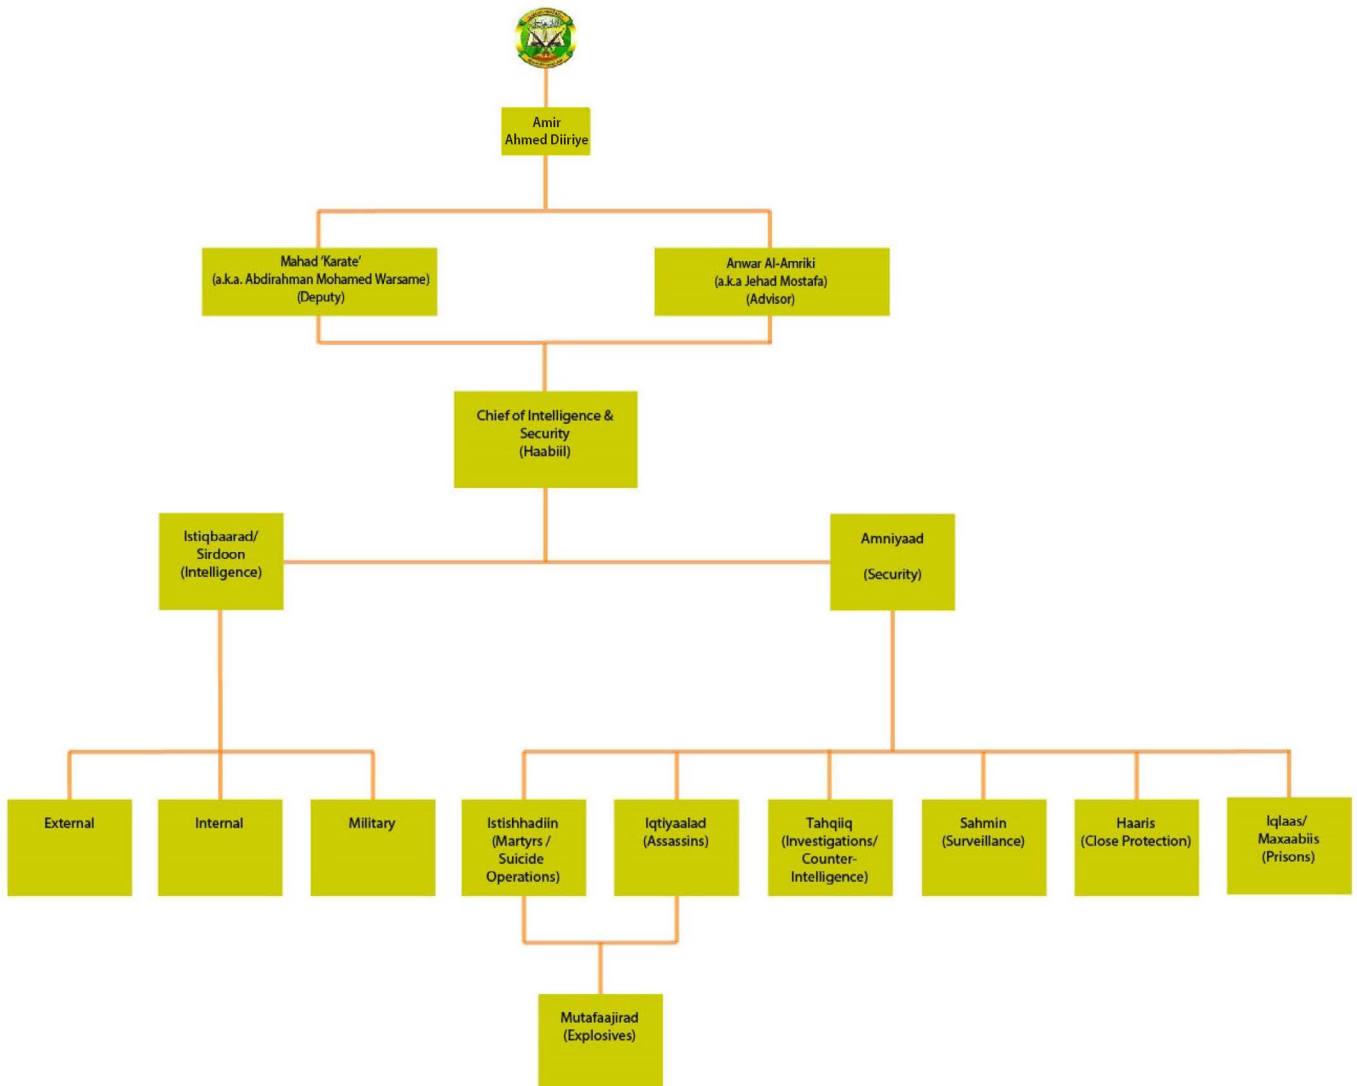 Amir
Ahmed Diiriye
Mahad ‘Karate’
(a.k.a. Abdirahman Mohamed Warsame)
(Deputy)
Anwar Al-Amriki
(a.k.a Jehad Mostafa)
(Advisor)
Chief of Intelligence &
Security
(Haabiil)
Istiqbaarad/
Sirdoon
(Intelligence)
Amniyaad
(Security)
External
Internal
Military
Istishhadiin
(Martyrs /
Suicide
Operations)
Iqtiyaalad
(Assassins)
Tahqiiq
(Investigations/
Counter-
Intelligence)
Sahmin
(Surveillance)
Haaris
(Close Protection)
Iqlaas/
Maxaabiis
(Prisons)
Mutafaajirad
(Explosives)